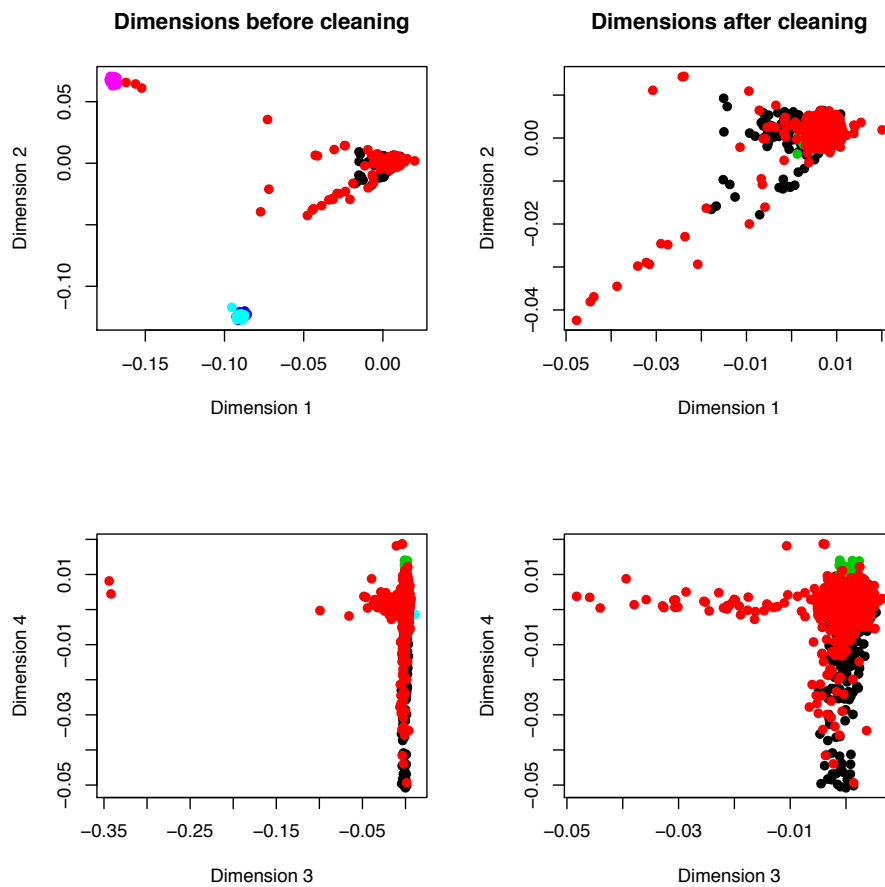 Dimensions before cleaning
Dimensions after cleaning
Dimension 2
0.05
0.00
−0.10
−0.15
−0.10
−0.05
0.00
Dimension 1
Dimension 2
0.00
−0.02
−0.04
−0.05
−0.03
−0.01
0.01
Dimension 1
Dimension 4
0.01
−0.01
−0.03
−0.05
−0.35
−0.25
−0.15
−0.05
Dimension 3
Dimension 4
0.01
−0.01
−0.03
−0.05
−0.05
−0.03
−0.01
Dimension 3